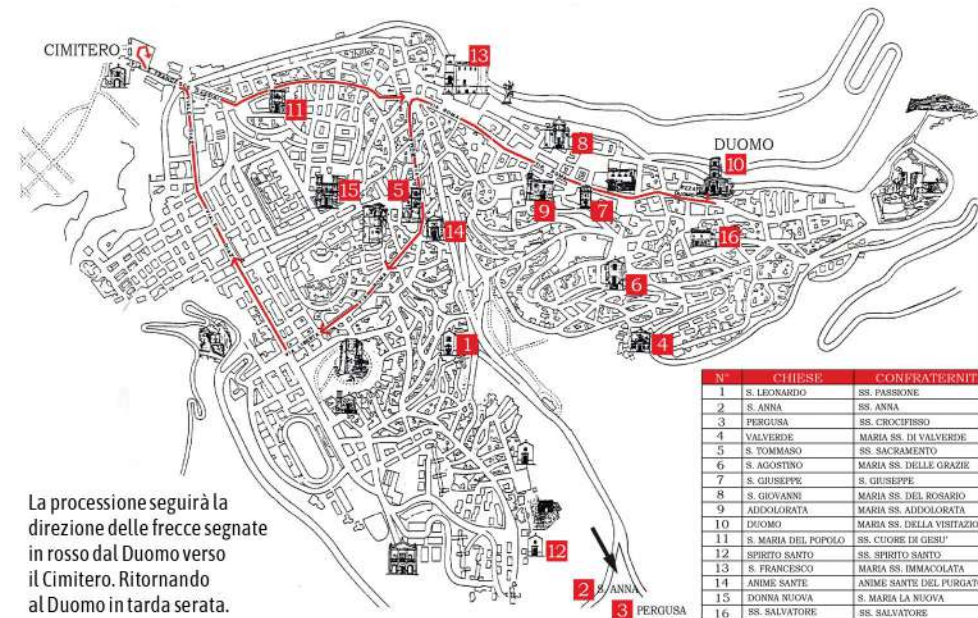 CIMITERO
13
11
8
DUOMO
10
15
5
9
7
14
16
6
1
4
La processione seguirà la
direzione delle frecce segnate
in rosso dal Duomo verso
il Cimitero. Ritornando
al Duomo in tarda serata.
12
2 S. ANNA
3 PERGUSA
N° CHIESE CONFRATERNIT
1 S. LEONARDO SS. PASSIONE
2 S. ANNA SS. ANNA
3 PERGUSA SS. CROCIFISSO
4 VALVERDE MARIA SS. DI VALVERDE
5 S. TOMMASO SS. SACRAMENTO
6 S. AGOSTINO MARIA SS. DELLE GRAZIE
7 S. GIUSEPPE S. GIUSEPPE
8 S. GIOVANNI MARIA SS. DEL ROSARIO
9 ADDOLORATA MARIA SS. ADDOLORATA
10 DUOMO MARIA SS. DELLA VISITAZIO
11 S. MARIA DEL POPOLO SS. CUORE DI GESU'
12 SPIRITO SANTO SS. SPIRITO SANTO
13 S. FRANCESCO MARIA SS. IMMACOLATA
14 ANIME SANTE ANIME SANTE DEL PURGATO
15 DONNA NUOVA S. MARIA LA NUOVA
16 SS. SALVATORE SS. SALVATORE